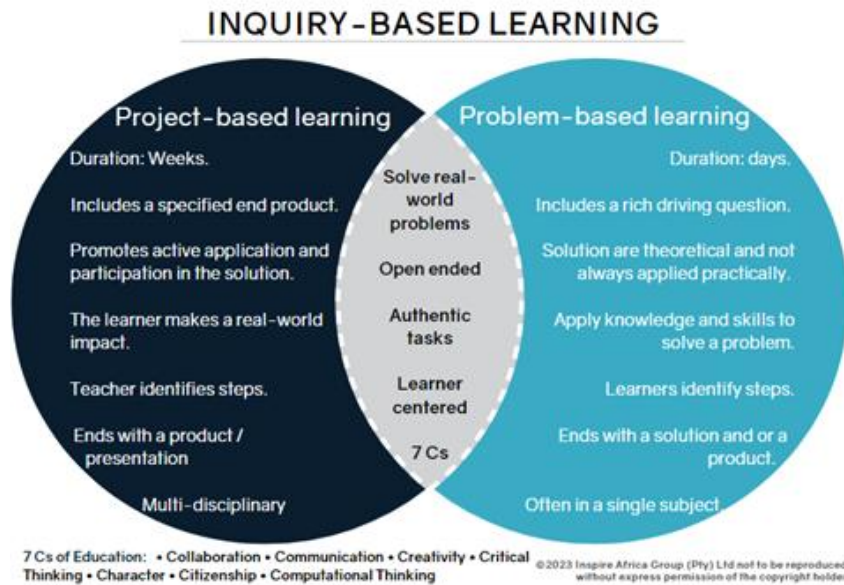 INQUIRY-BASED LEARNING
Project-based learning
Duration: Weeks.
Includes a specified end product.
Promotes active application and
participation in the solution.
The learner makes a real-world
impact.
Teacher identifies steps.
Ends with a product /
presentation
Multi-disciplinary
Solve real-
world
problems
Open ended
Authentic
tasks
Learner
centered
7 Cs
Problem-based learning
Duration: days.
Includes a rich driving question.
Solution are theoretical and not
always applied practically.
Apply knowledge and skills to
solve a problem.
Learners identify steps.
Ends with a solution and or a
product.
Often in a single subject.
7 Cs of Education: • Collaboration • Communication • Creativity • Critical
Thinking • Character • Citizenship • Computational Thinking
©2023 Inspire Africa Group (Pty) Ltd not to be reproduced
without express permission of the copyright holder